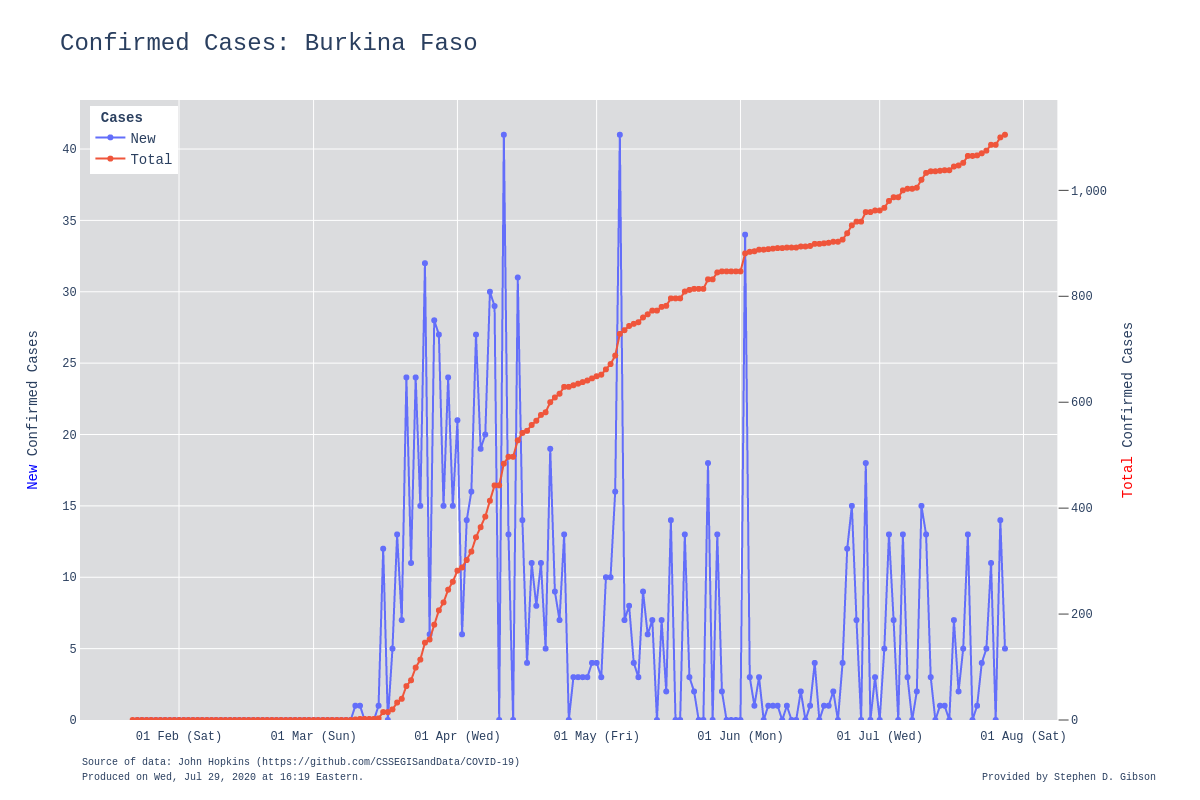 Confirmed Cases: Burkina Faso
Cases
New
Total
40
35
30
25
20
15
10
5
0
New Confirmed Cases
1,000
800
600
400
200
0
Total Confirmed Cases
01 Feb (Sat)
01 Mar (Sun)
01 Apr (Wed)
01 May (Fri)
01 Jun (Mon)
01 Jul (Wed)
01 Aug (Sat)
Source of data: John Hopkins (https://github.com/CSSEGISandData/COVID-19)
Produced on Wed, Jul 29, 2020 at 16:19 Eastern.
Provided by Stephen D. Gibson